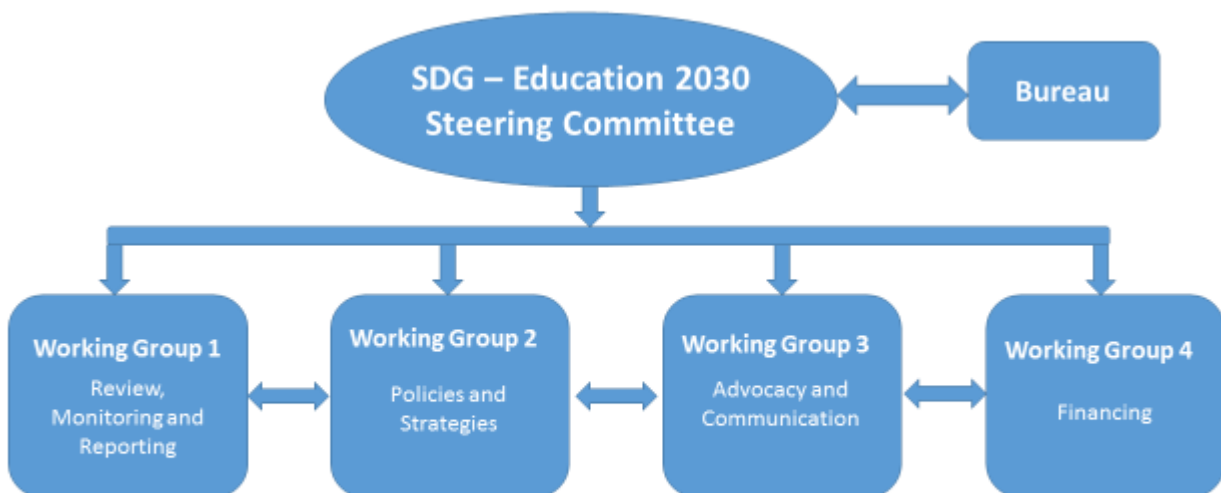 SDG – Education 2030
Steering Committee
Bureau
Working Group 1
Review,
Monitoring and
Reporting
Working Group 2
Policies and
Strategies
Working Group 3
Advocacy and
Communication
Working Group 4
Financing